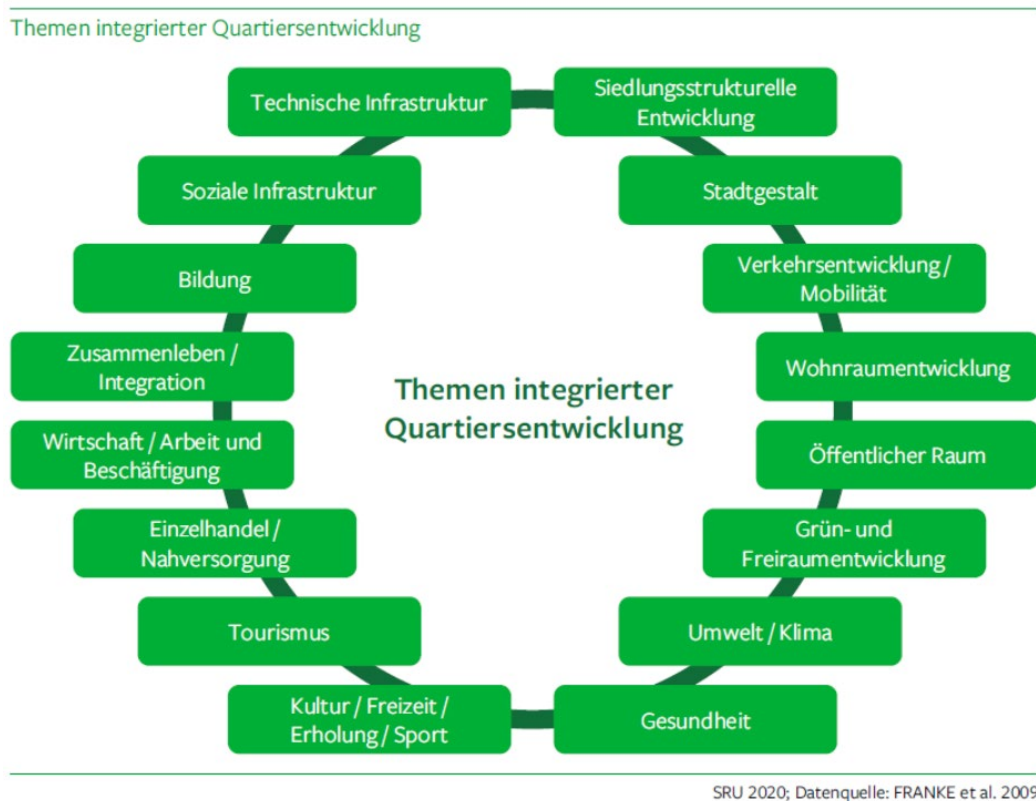 Themen integrierter Quartiersentwicklung
Technische Infrastruktur
Siedlungsstrukturelle
Entwicklung
Soziale Infrastruktur
Stadtgestalt
Bildung
Verkehrsentwicklung /
Mobilität
Zusammenleben /
Integration
Wohnraumentwicklung
Themen integrierter
Quartiersentwicklung
Wirtschaft / Arbeit und
Beschäftigung
Öffentlicher Raum
Einzelhandel /
Nahversorgung
Grün- und
Freiraumentwicklung
Tourismus
Umwelt / Klima
Kultur / Freizeit /
Erholung / Sport
Gesundheit
SRU 2020; Datenquelle: FRANKE et al. 2009